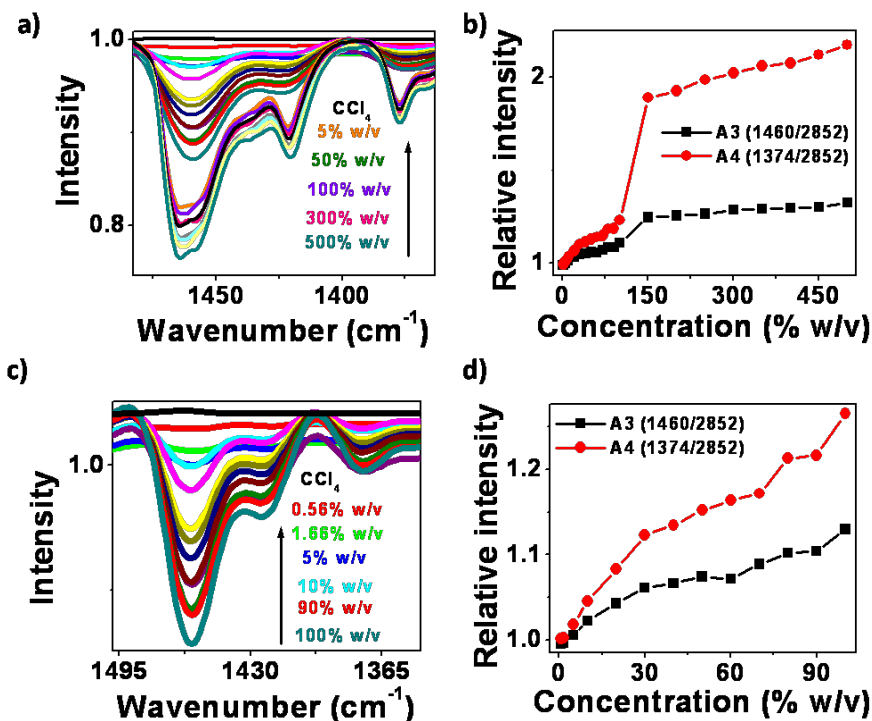 a)
1.0
0.8
Intensity
CCl4
5% w/v
50% w/v
100% w/v
300% w/v
500% w/v
1450
1400
Wavenumber (cm-1)
b)
2
1
Relative intensity
A3 (1460/2852)
A4 (1374/2852)
0
150
300
450
Concentration (% w/v)
c)
1.0
Intensity
CCl4
0.56% w/v
1.66% w/v
5% w/v
10% w/v
90% w/v
100% w/v
1495
1430
1365
Wavenumber (cm-1)
d)
1.2
1.1
1.0
Relative intensity
A3 (1460/2852)
A4 (1374/2852)
0
30
60
90
Concentration (% w/v)